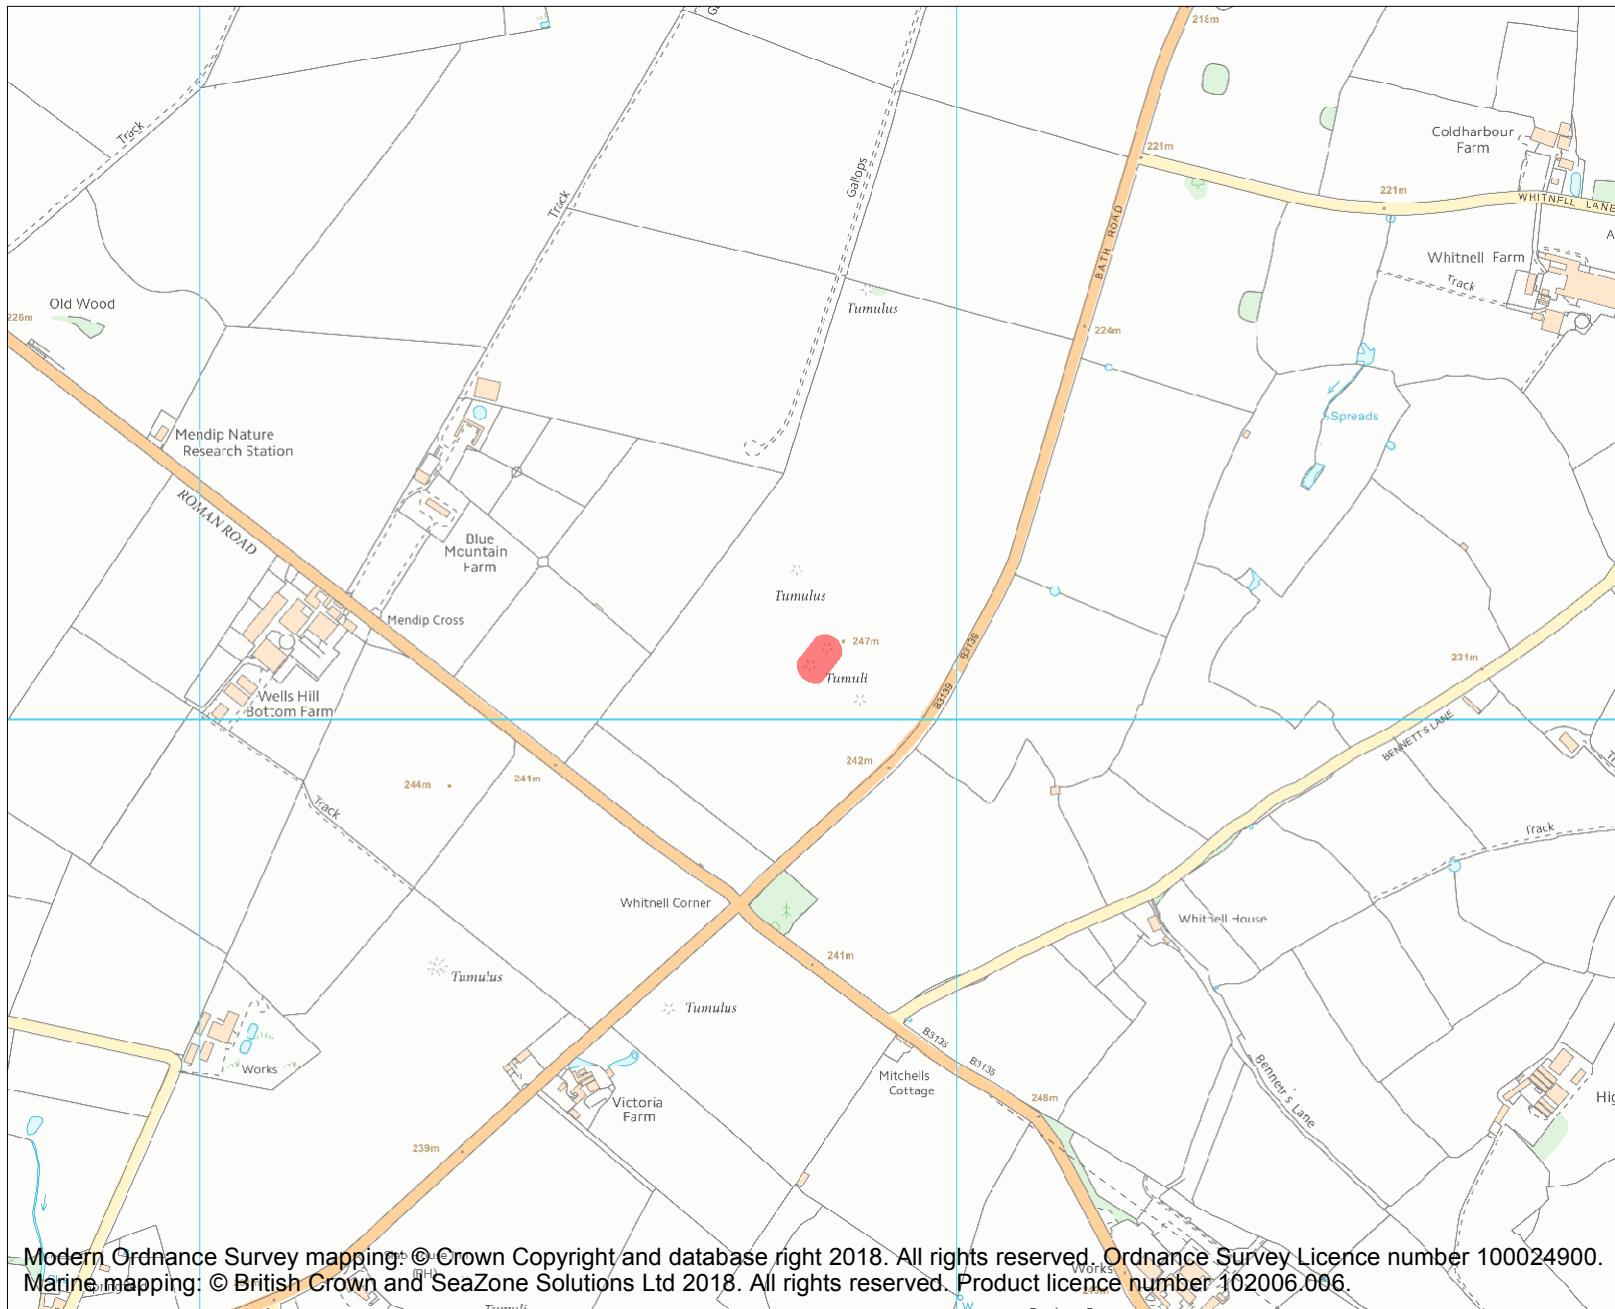 218m
Track
Coldharbour
Farm
221m
Gallops
Track
221m
WHITNELL LANE
BATH ROAD
Whitnell Farm
Track
Old Wood
Tumulus
226m
224m
Spreads
Mendip Nature
Research Station
ROMAN ROAD
Blue
Mountain
Farm
Tumulus
Mendip Cross
247m
B3139
231m
Tumuli
Wells Hill
Bottom Farm
B3139
BENNETT'S LANE
242m
241m
244m
Track
Track
Whitnell Corner
Whitnell House
241m
Tumulus
Tumulus
B3135
B3135
Works
Mitchells
Cottage
Bennett's Lane
248m
Victoria
Farm
239m
Modern Ordnance Survey mapping: © Crown Copyright and database right 2018. All rights reserved. Ordnance Survey Licence number 100024900.
Marine mapping: © British Crown and SeaZone Solutions Ltd 2018. All rights reserved. Product licence number 102006.006.
(PH)
Works
Tumuli
W